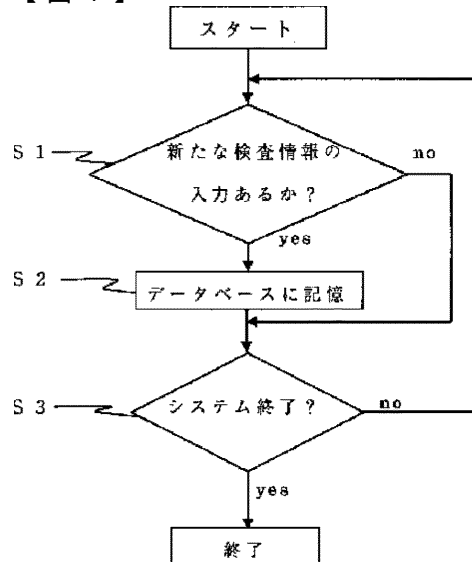 スタート
S1
新たな検査情報の
入力あるか?
no
yes
S2
データベースに記憶
S3
システム終了?
no
yes
終了